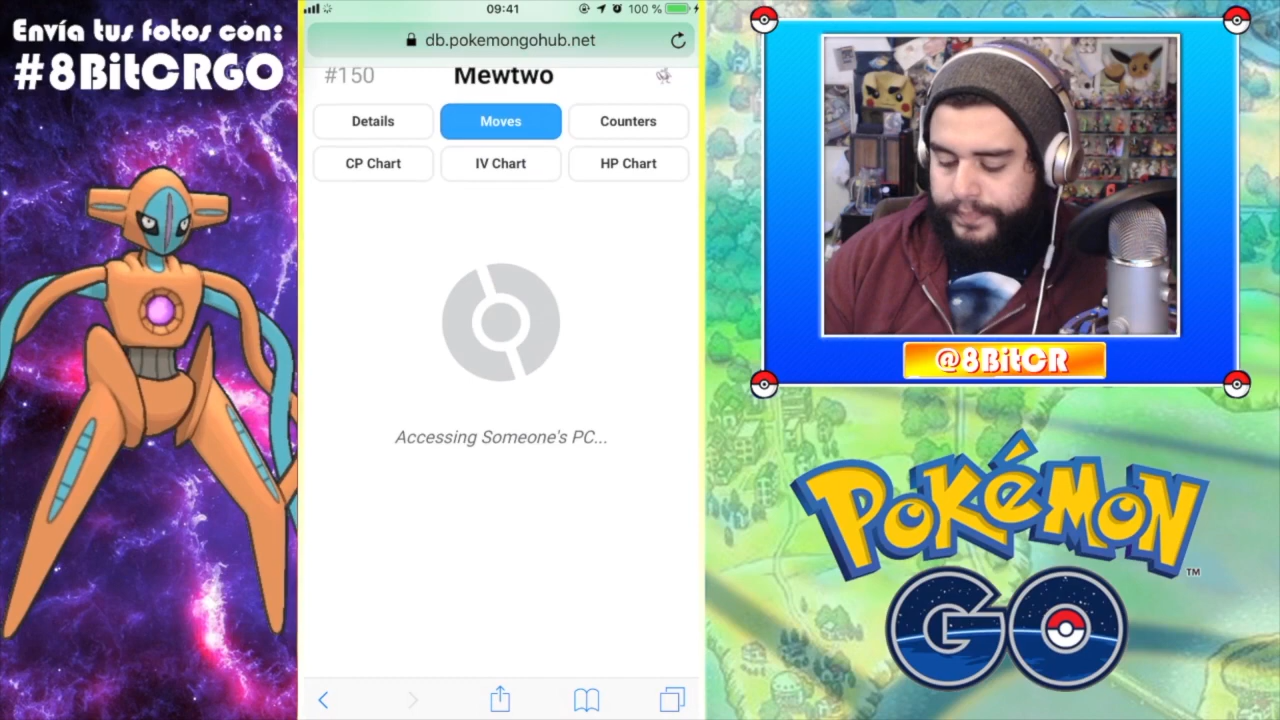 Envía tus fotos con:
#8BitCRGO
09:41
100 %
db.pokemongohub.net
#150
Mewtwo
Details
Moves
Counters
CP Chart
IV Chart
HP Chart
Accessing Someone's PC...
@8BitCR
POKéMON
TM
GO